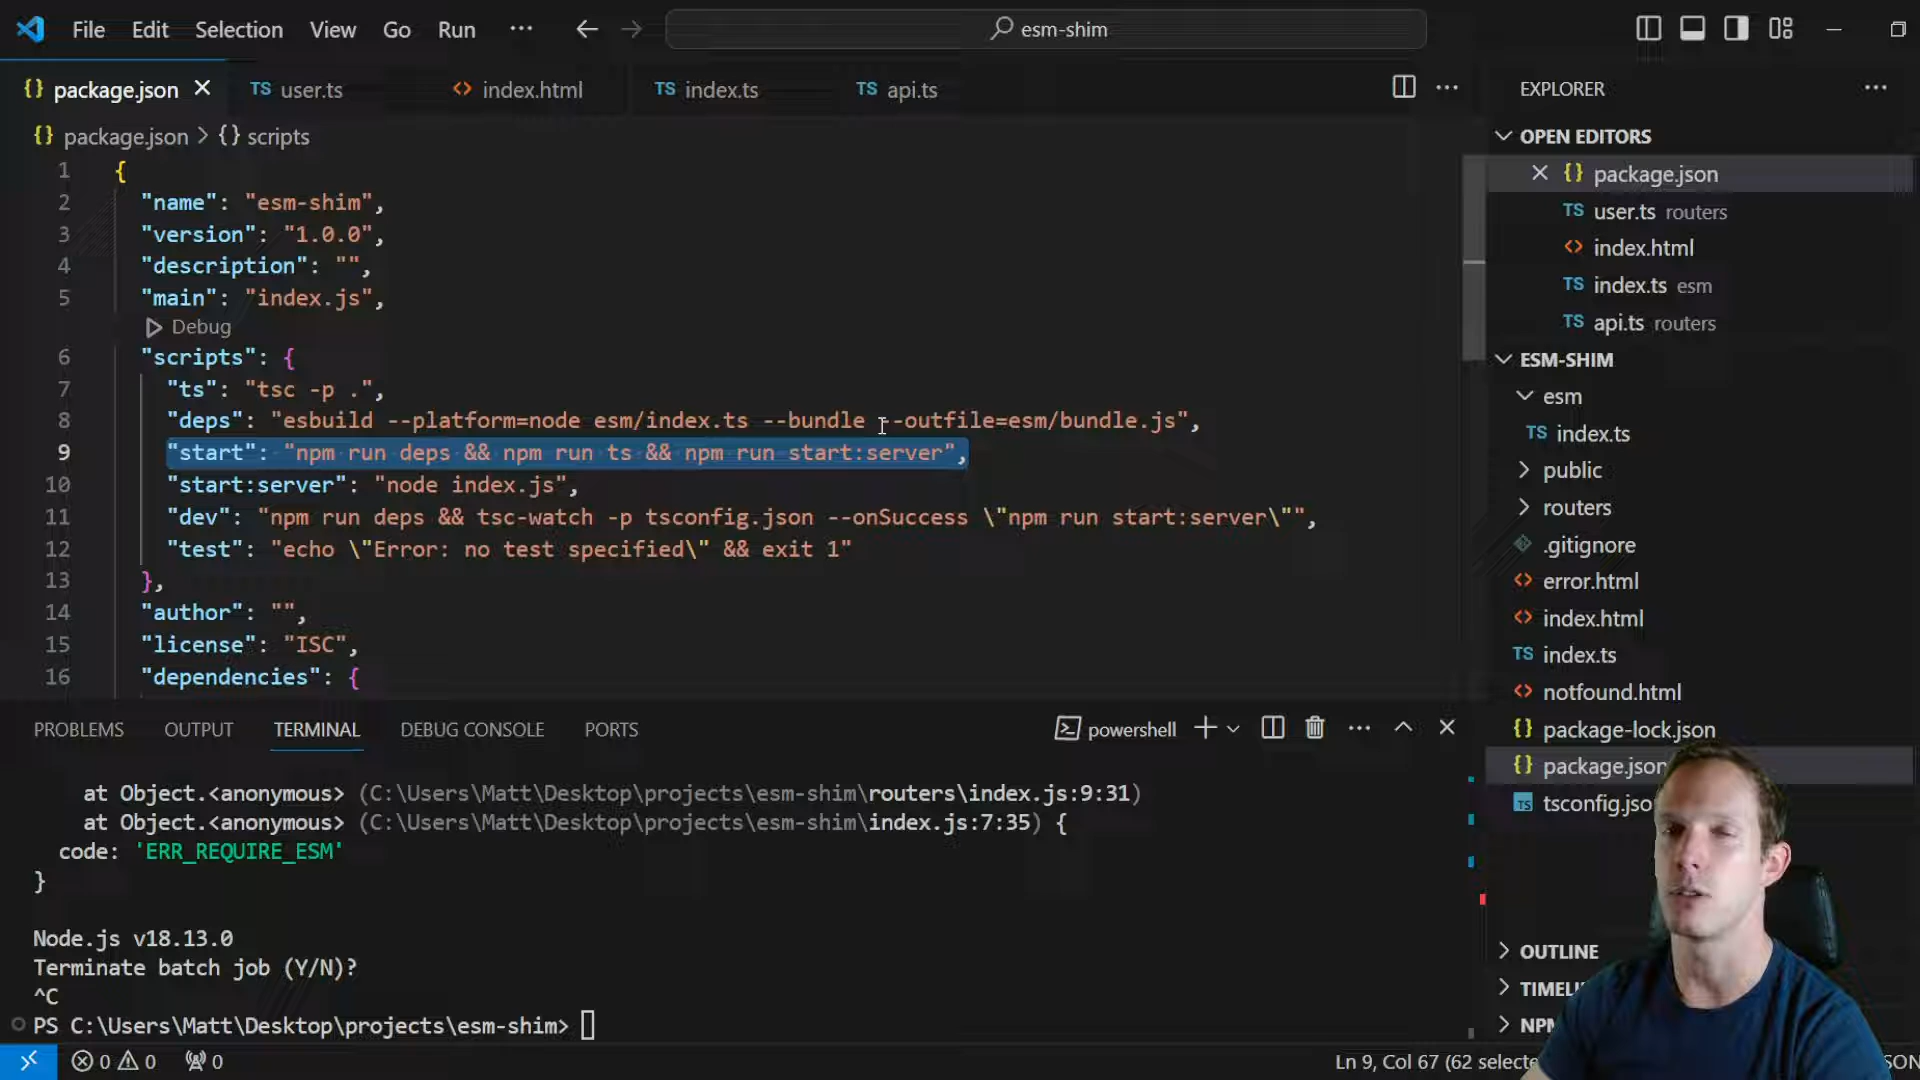 File Edit Selection View Go Run ··· esm-shim
package.json user.ts index.html index.ts api.ts
package.json > {} scripts
1 {
2 "name": "esm-shim",
3 "version": "1.0.0",
4 "description": "",
5 "main": "index.js",
Debug
6 "scripts": {
7 "ts": "tsc -p .",
8 "deps": "esbuild --platform=node esm/index.ts --bundle --outfile=esm/bundle.js",
9 "start": "npm run deps && npm run ts && npm run start:server",
10 "start:server": "node index.js",
11 "dev": "npm run deps && tsc-watch -p tsconfig.json --onSuccess \"npm run start:server\"",
12 "test": "echo \"Error: no test specified\" && exit 1"
13 },
14 "author": "",
15 "license": "ISC",
16 "dependencies": {
PROBLEMS OUTPUT TERMINAL DEBUG CONSOLE PORTS powershell
at Object.<anonymous> (C:\Users\Matt\Desktop\projects\esm-shim\routers\index.js:9:31)
at Object.<anonymous> (C:\Users\Matt\Desktop\projects\esm-shim\index.js:7:35) {
code: 'ERR_REQUIRE_ESM'
}
Node.js v18.13.0
Terminate batch job (Y/N)?
^C
PS C:\Users\Matt\Desktop\projects\esm-shim>
EXPLORER
OPEN EDITORS
{} package.json
TS user.ts routers
<> index.html
TS index.ts esm
TS api.ts routers
ESM-SHIM
esm
TS index.ts
public
routers
.gitignore
error.html
index.html
TS index.ts
notfound.html
{} package-lock.json
{} package.json
TS tsconfig.jso
OUTLINE
TIMELI
NPM
0 0 0
Ln 9, Col 67 (62 selecte
SON